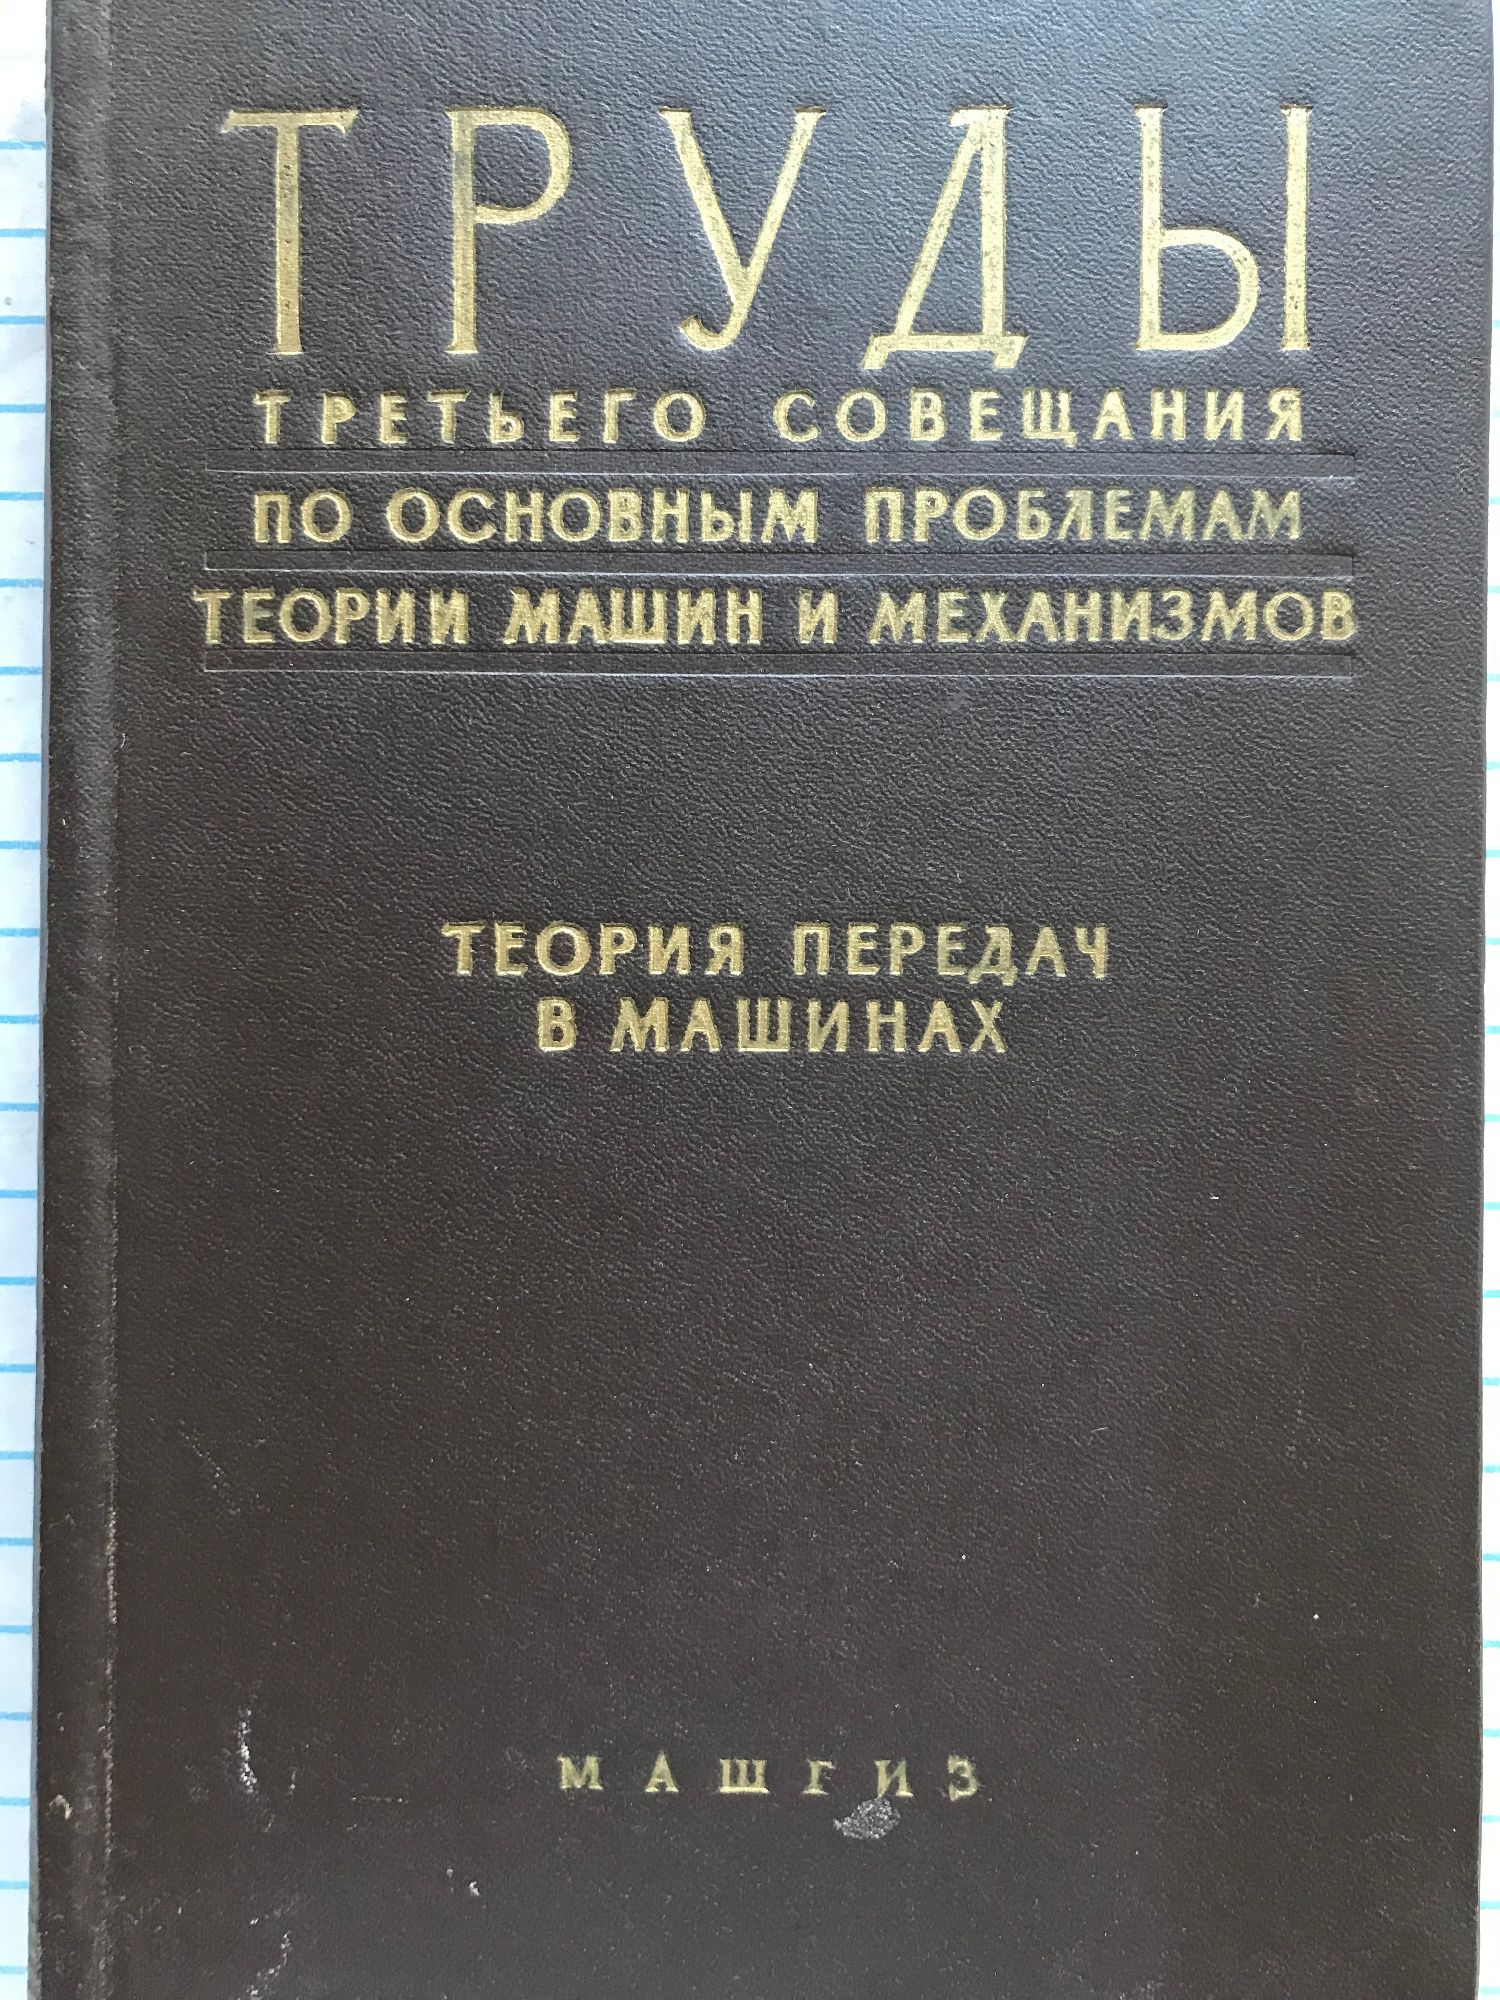 ТРУДЫ
ТРЕТЬЕГО СОВЕЩАНИЯ
ПО ОСНОВНЫМ ПРОБЛЕМАМ
ТЕОРИИ МАШИН И МЕХАНИЗМОВ
ТЕОРИЯ ПЕРЕДАЧ
В МАШИНАХ
МАШГИЗ